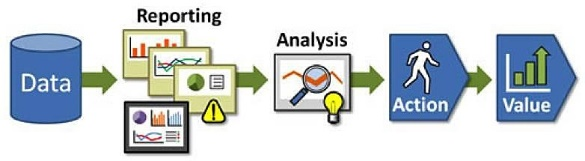 Reporting
Analysis
Data
Action
Value